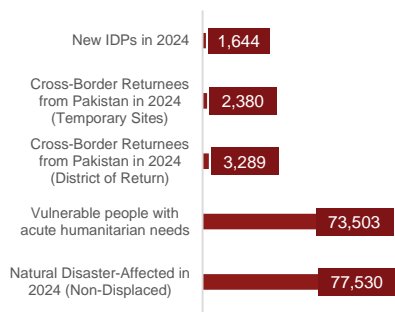 New IDPs in 2024
1,644
Cross-Border Returnees
from Pakistan in 2024
(Temporary Sites)
2,380
Cross-Border Returnees
from Pakistan in 2024
(District of Return)
3,289
Vulnerable people with
acute humanitarian needs
73,503
Natural Disaster-Affected in
2024 (Non-Displaced)
77,530